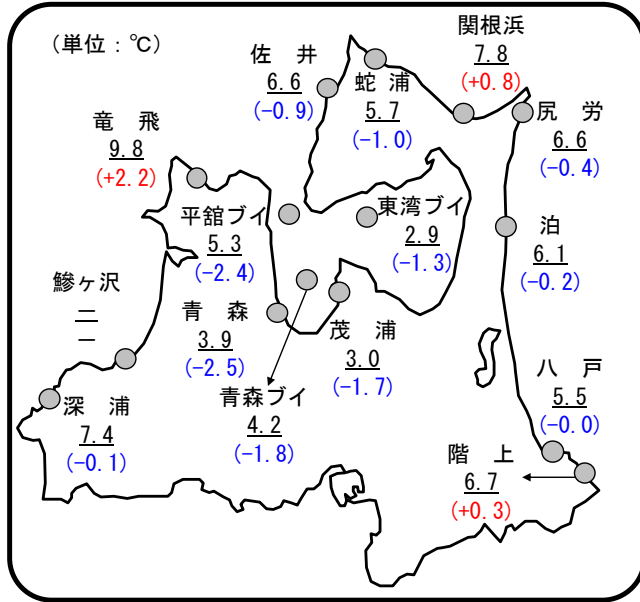 (単位：℃)
佐　井
6.6
(−0.9)
蛇 浦
5.7
(−1.0)
関根浜
7.8
(+0.8)
尻 労
6.6
(−0.4)
竜 飛
9.8
(+2.2)
平舘ブイ
5.3
(−2.4)
東湾ブイ
2.9
(−1.3)
泊
6.1
(−0.2)
鰺ヶ沢
―
―
青 森
3.9
(−2.5)
茂 浦
3.0
(−1.7)
青森ブイ
4.2
(−1.8)
八 戸
5.5
(−0.0)
深 浦
7.4
(−0.1)
階 上
6.7
(+0.3)